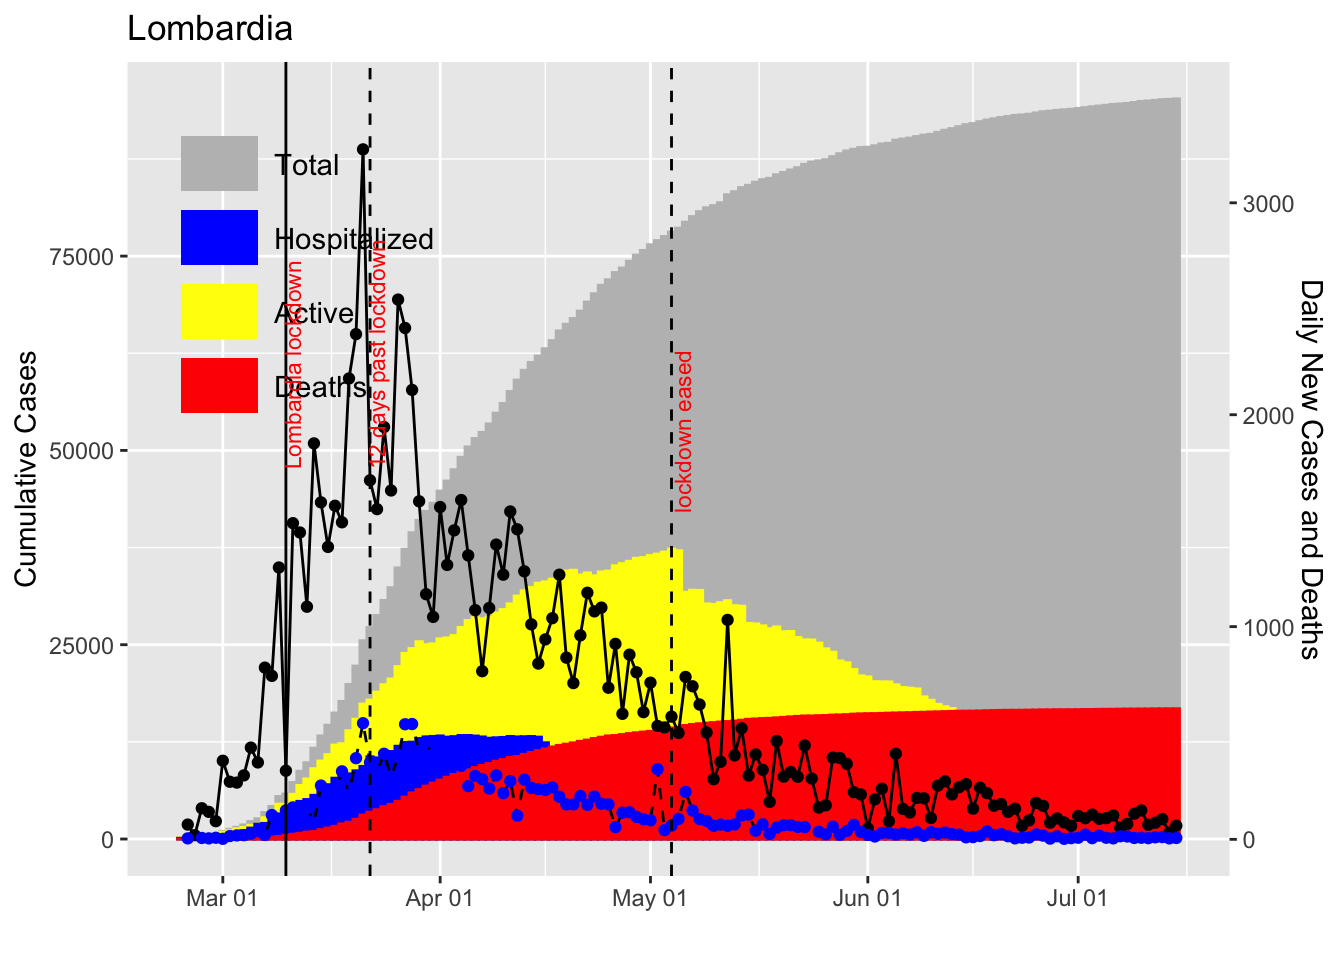 Lombardia
Total
Hospitalized
Active
Deaths
Lombardia lockdown
12 days past lockdown
lockdown eased
Cumulative Cases
75000
50000
25000
0
Daily New Cases and Deaths
3000
2000
1000
0
Mar 01
Apr 01
May 01
Jun 01
Jul 01